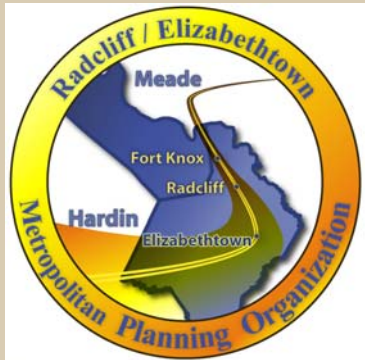 Radcliff / Elizabethtown
Meade
Fort Knox
Radcliff
Hardin
Elizabethtown
Metropolitan Planning Organization